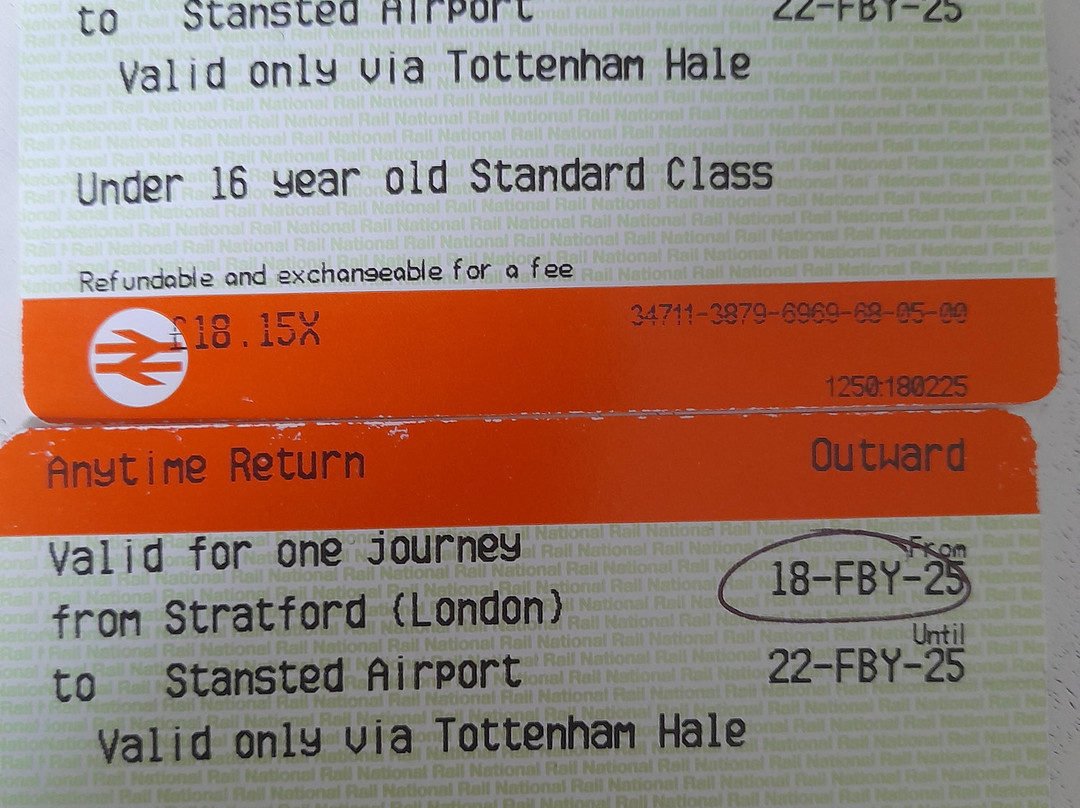 to Stansted Airport 22-FBY-25
Valid only via Tottenham Hale
Under 16 year old Standard Class
Refundable and exchangeable for a fee
£18.15X 34711-3879-6969-68-05-00
1250:180225
Anytime Return Outward
Valid for one journey From
18-FBY-25
from Stratford (London)
Until
to Stansted Airport 22-FBY-25
Valid only via Tottenham Hale